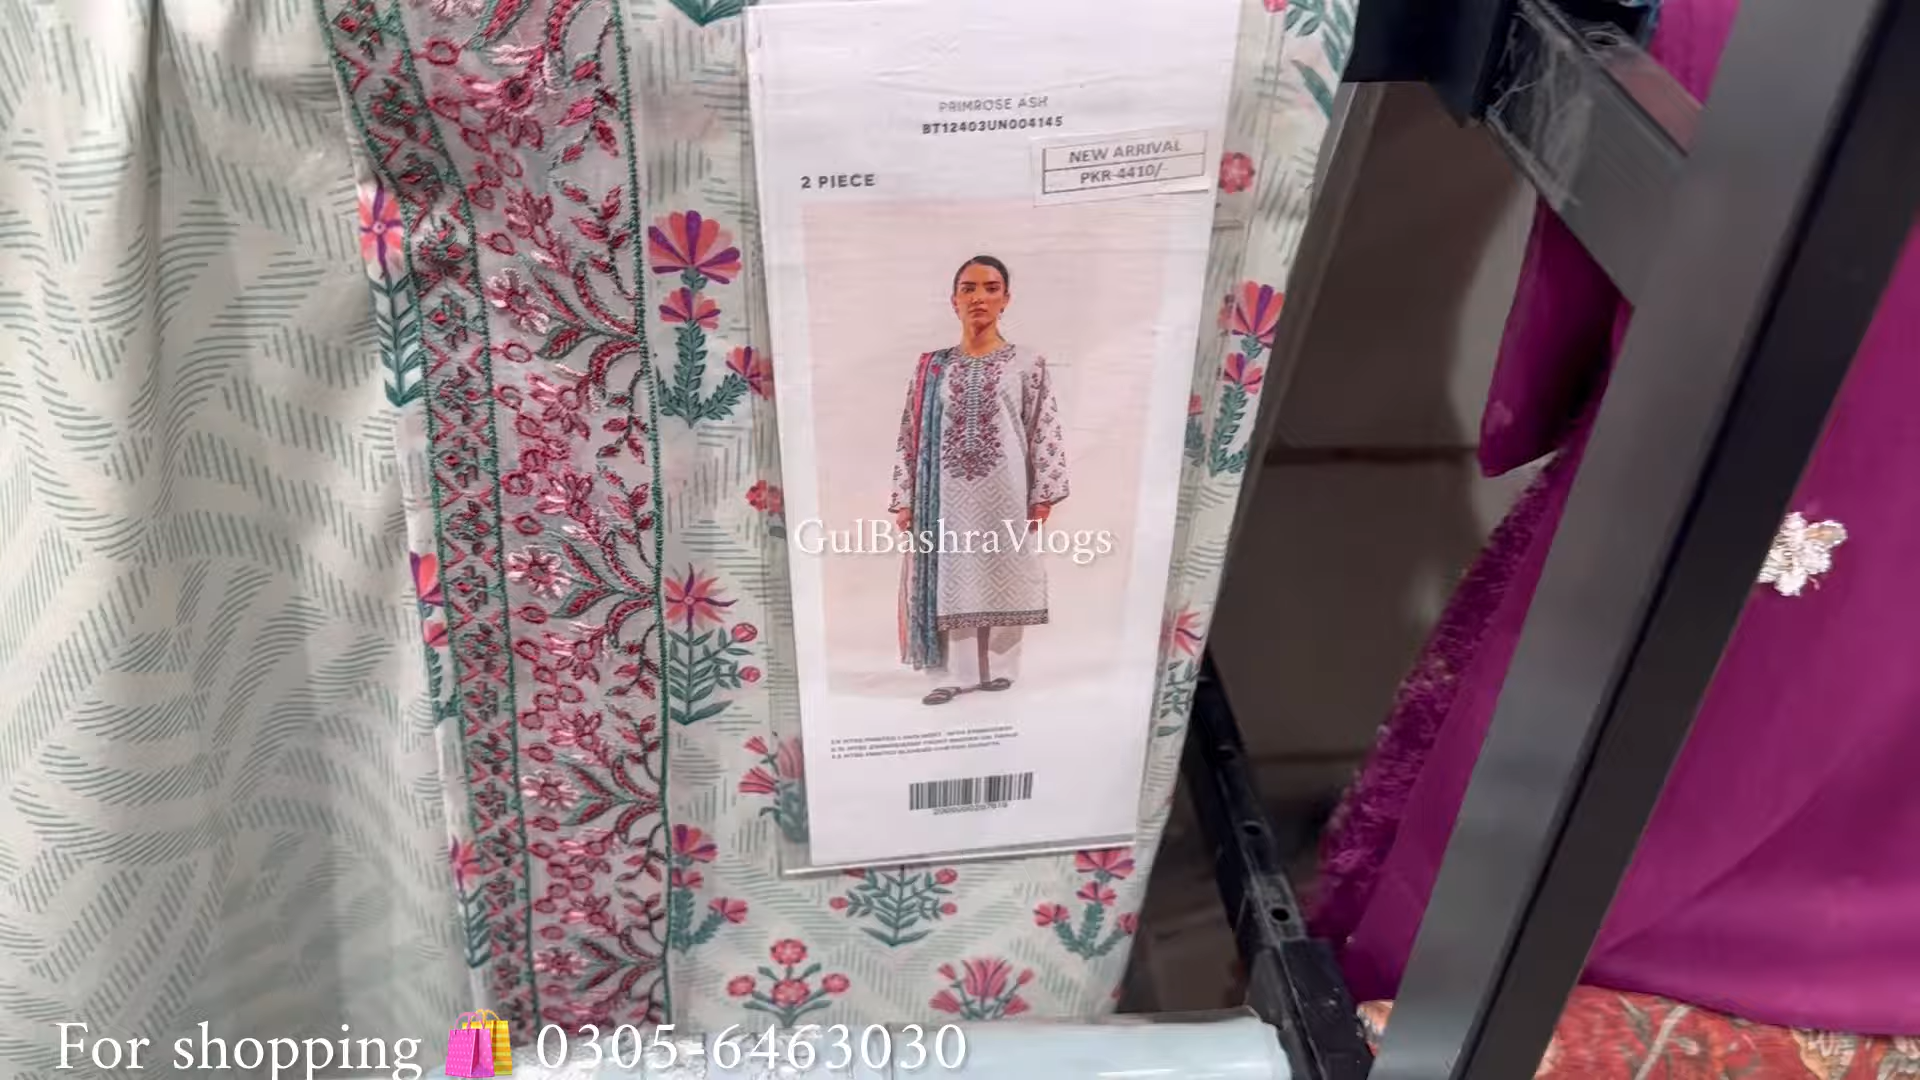 PRIMROSE ASH
BT12403UN004145
NEW ARRIVAL
PKR 4410/-
2 PIECE
GulBashraVlogs
For shopping 0305-6463030